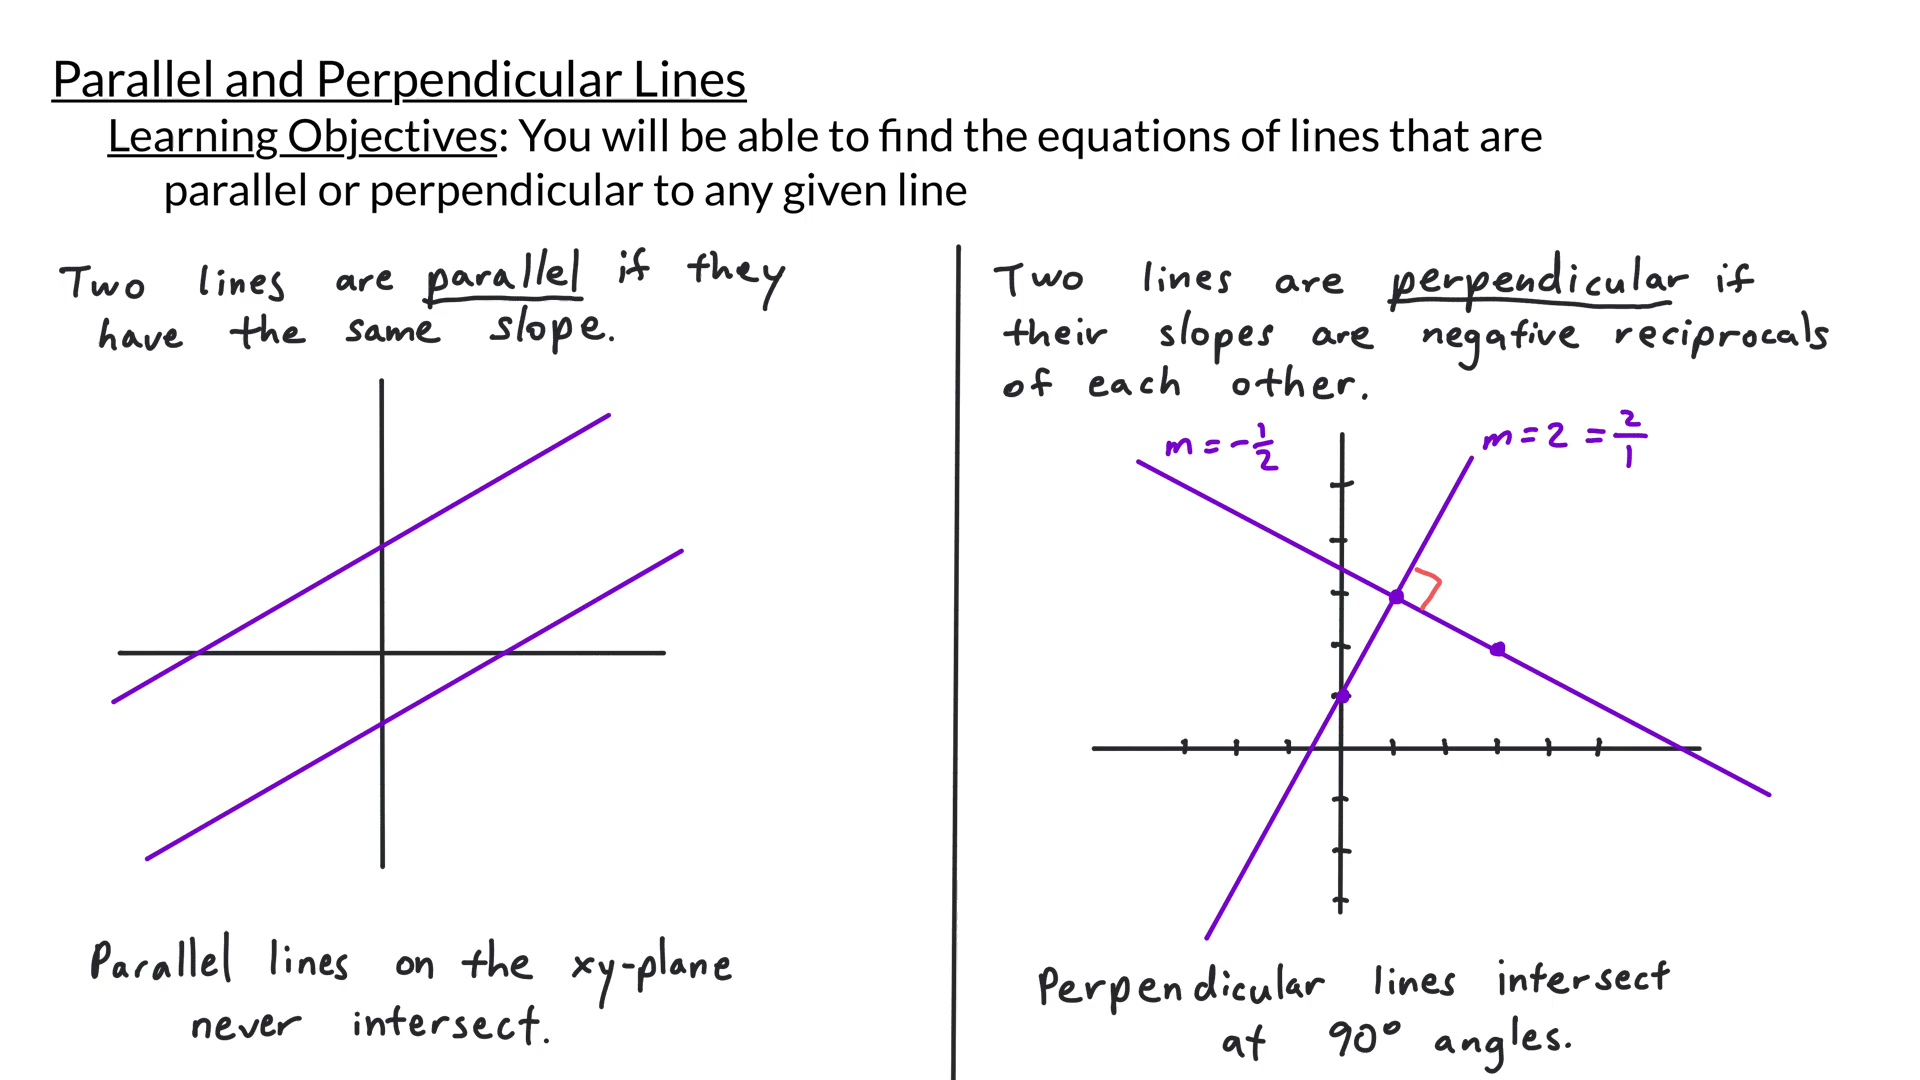 Parallel and Perpendicular Lines
Learning Objectives: You will be able to find the equations of lines that are
parallel or perpendicular to any given line
Two lines are parallel if they
have the same slope.
Parallel lines on the xy-plane
never intersect.
Two lines are perpendicular if
their slopes are negative reciprocals
of each other.
m = -1/2
m = 2 = 2/1
Perpendicular lines intersect
at 90° angles.